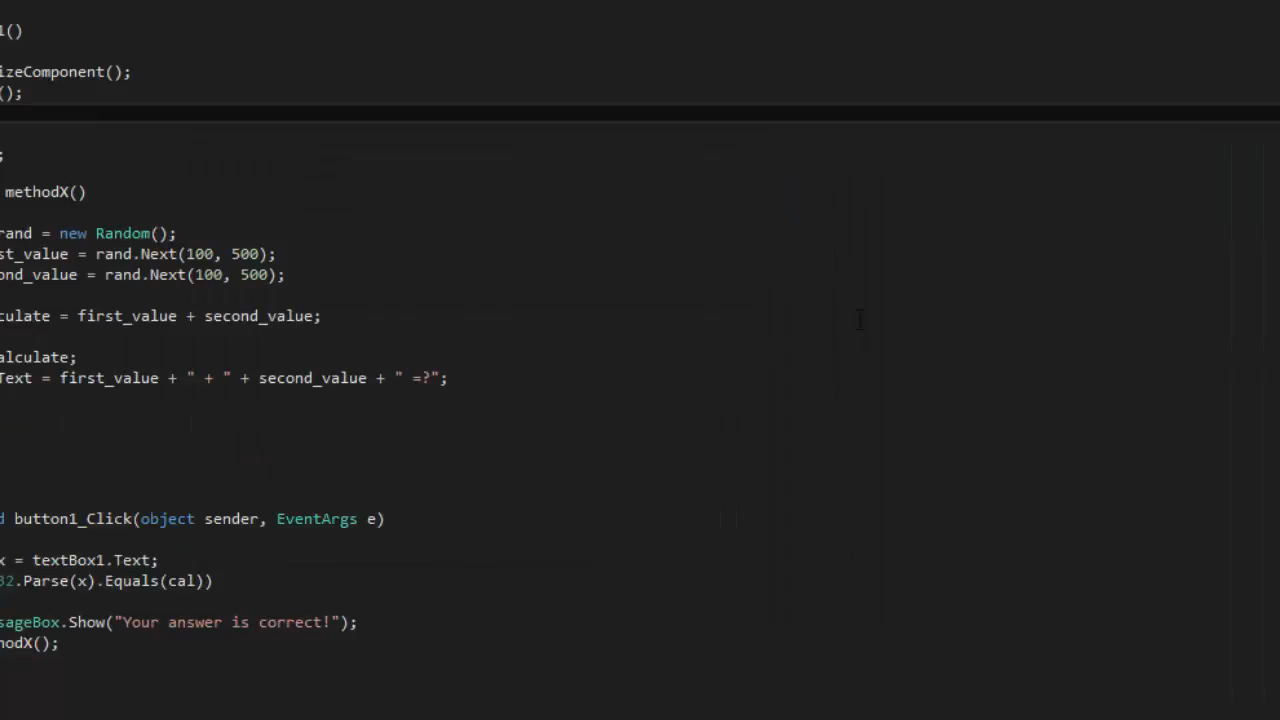 1()
izeComponent();
();
;
methodX()
rand = new Random();
st_value = rand.Next(100, 500);
ond_value = rand.Next(100, 500);
culate = first_value + second_value;
alculate;
Text = first_value + " + " + second_value + " =?";
d button1_Click(object sender, EventArgs e)
x = textBox1.Text;
32.Parse(x).Equals(cal))
sageBox.Show("Your answer is correct!");
hodX();